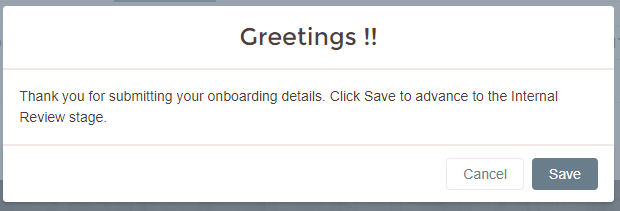 Greetings !!
Thank you for submitting your onboarding details. Click Save to advance to the Internal
Review stage.
Cancel
Save